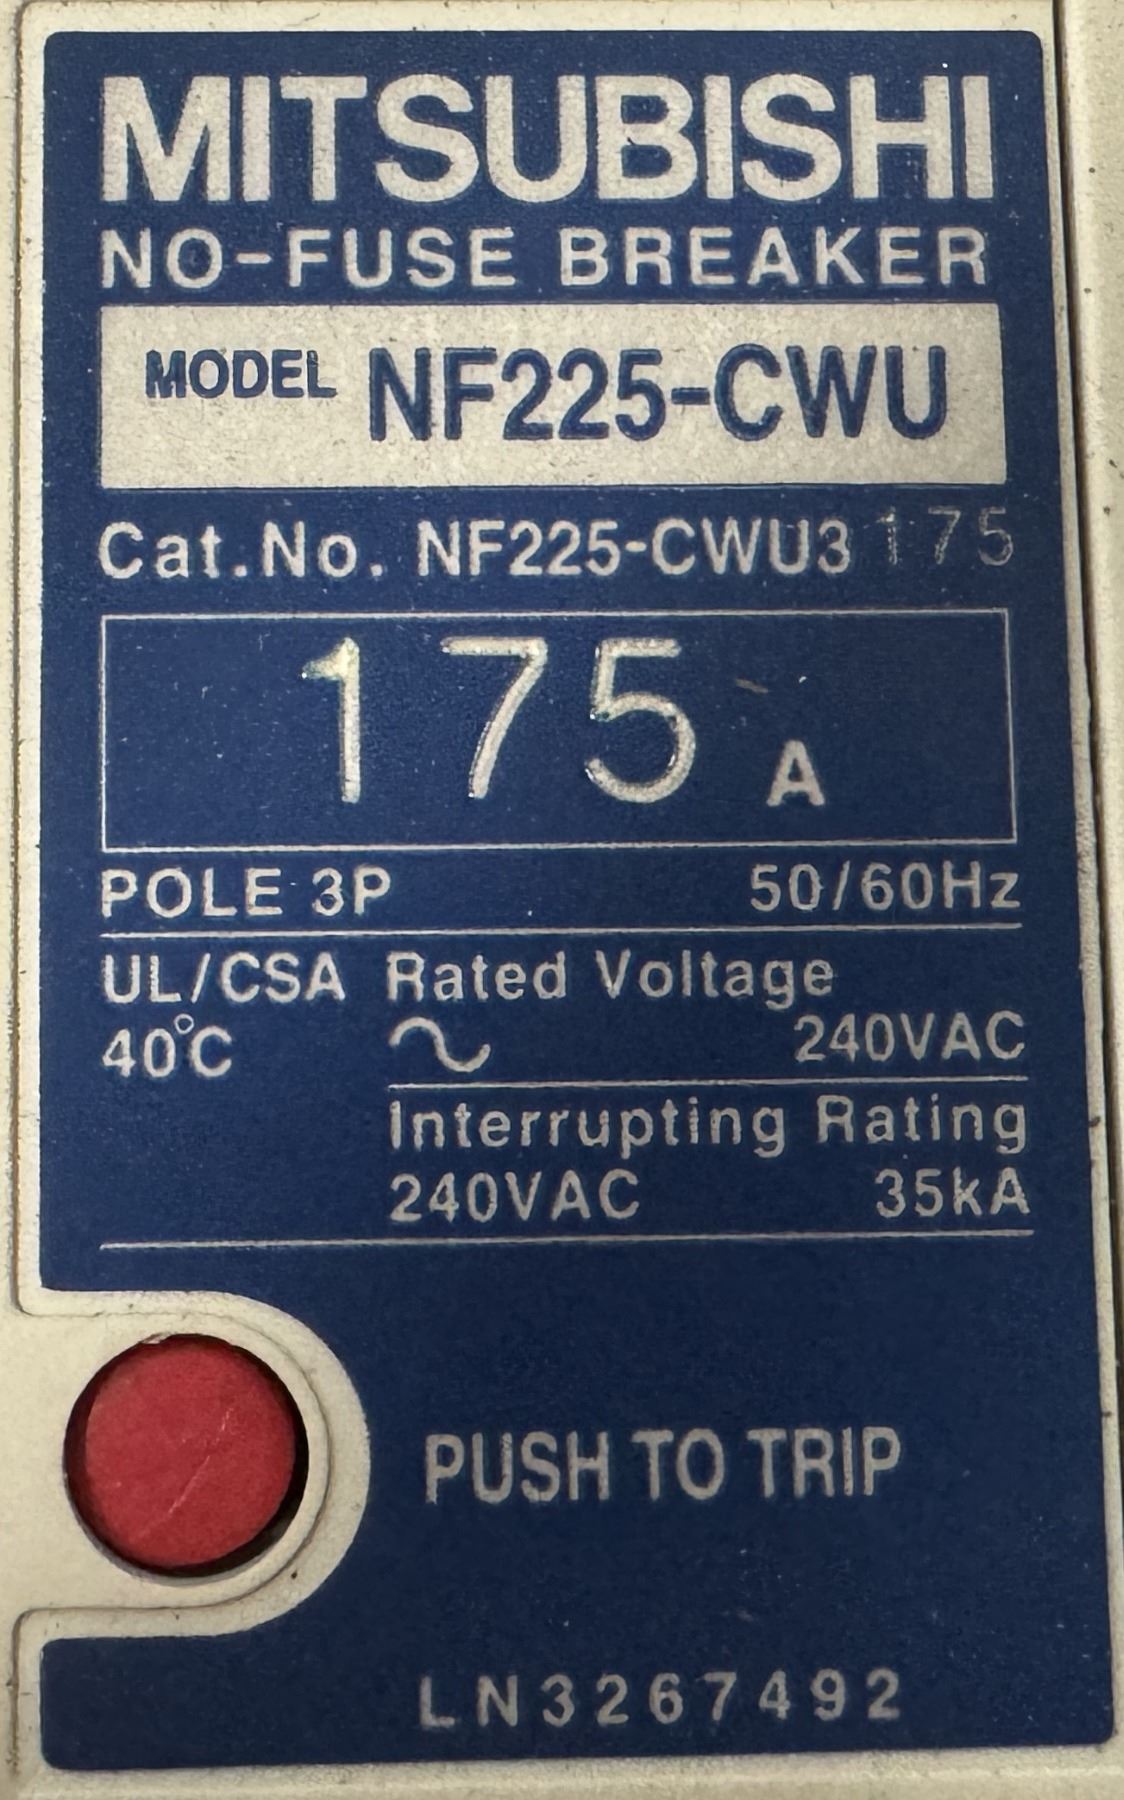 MITSUBISHI
NO-FUSE BREAKER
MODEL NF225-CWU
Cat.No. NF225-CWU3 175
175 A
POLE 3P 50/60Hz
UL/CSA Rated Voltage
40°C ∿ 240VAC
Interrupting Rating
240VAC 35kA
PUSH TO TRIP
LN3267492